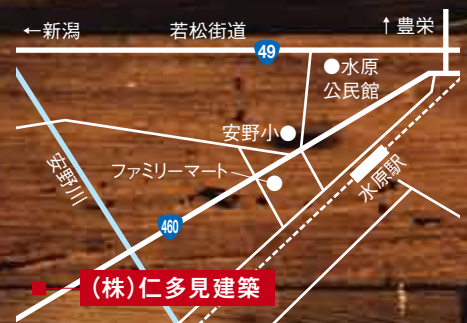 ←新潟
若松街道
↑豊栄
49
●水原
公民館
安野小●
ファミリーマート
安野川
水原駅
460
(株)仁多見建築